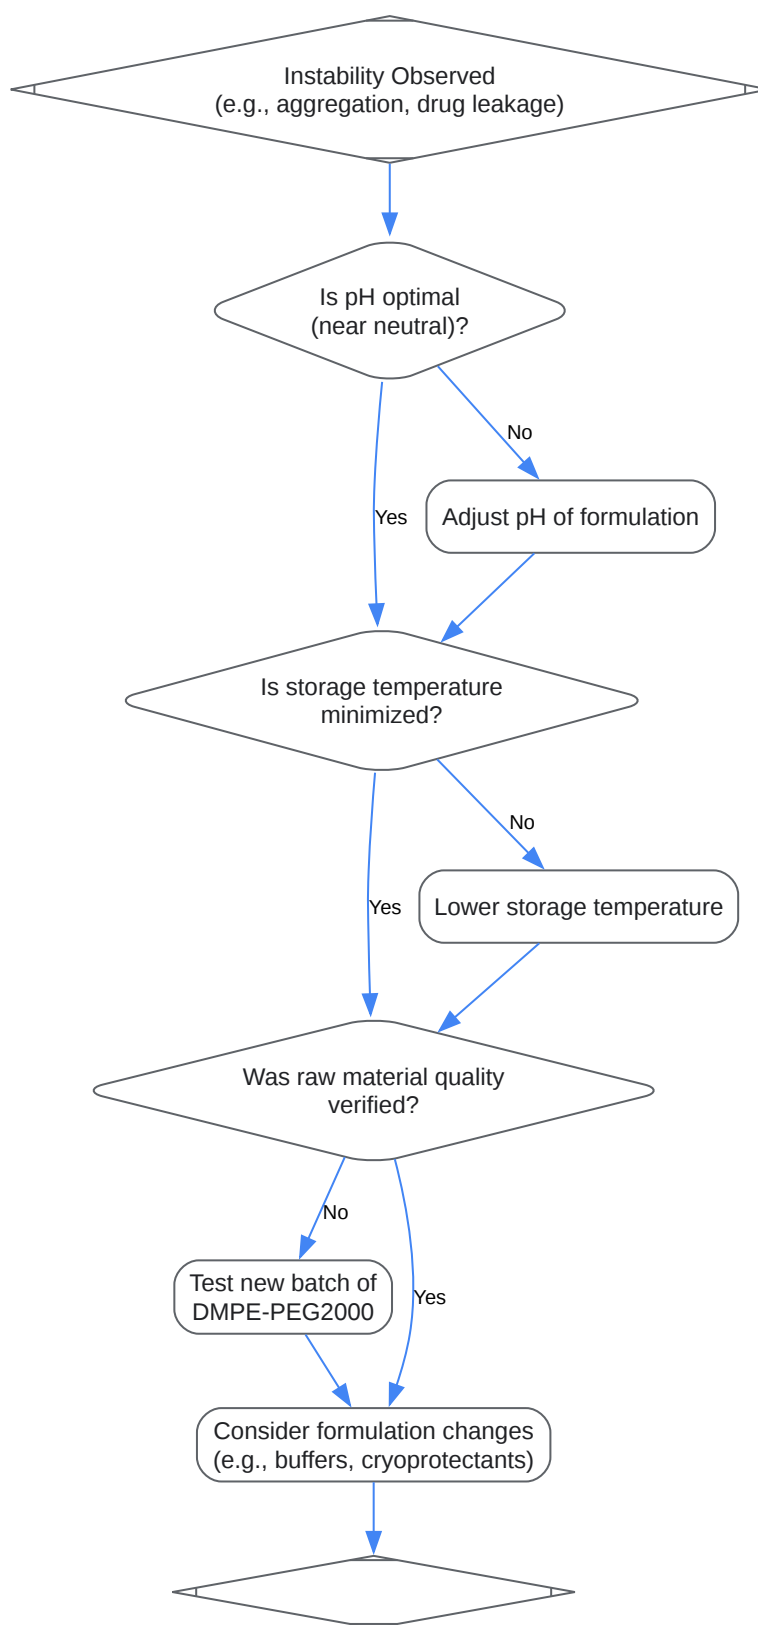 Instability Observed
(e.g., aggregation, drug leakage)
Is pH optimal
(near neutral)?
No
Yes
Adjust pH of formulation
Is storage temperature
minimized?
No
Yes
Lower storage temperature
Was raw material quality
verified?
No
Test new batch of
DMPE-PEG2000
Yes
Consider formulation changes
(e.g., buffers, cryoprotectants)